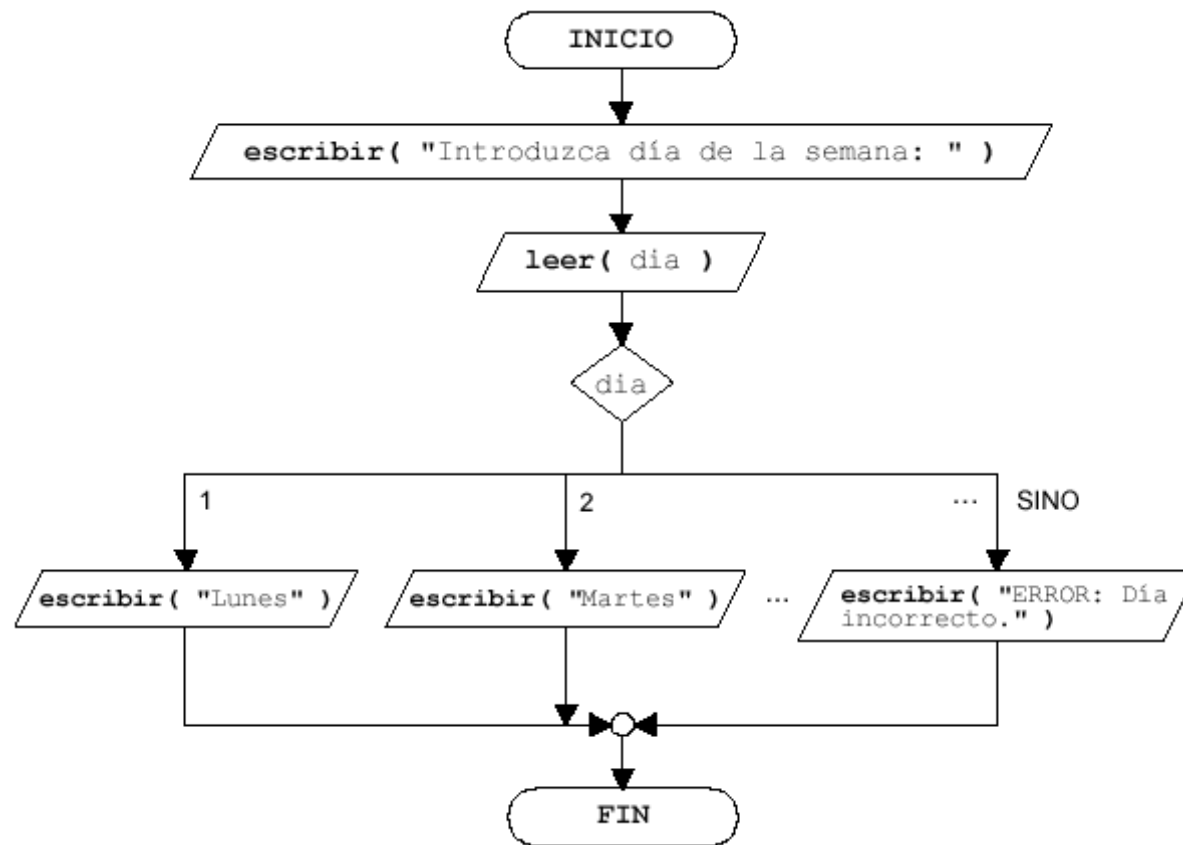 INICIO
escribir( "Introduzca día de la semana: " )
leer( dia )
dia
1
2
... SINO
escribir( "Lunes" )
escribir( "Martes" )
...
escribir( "ERROR: Día
incorrecto." )
FIN